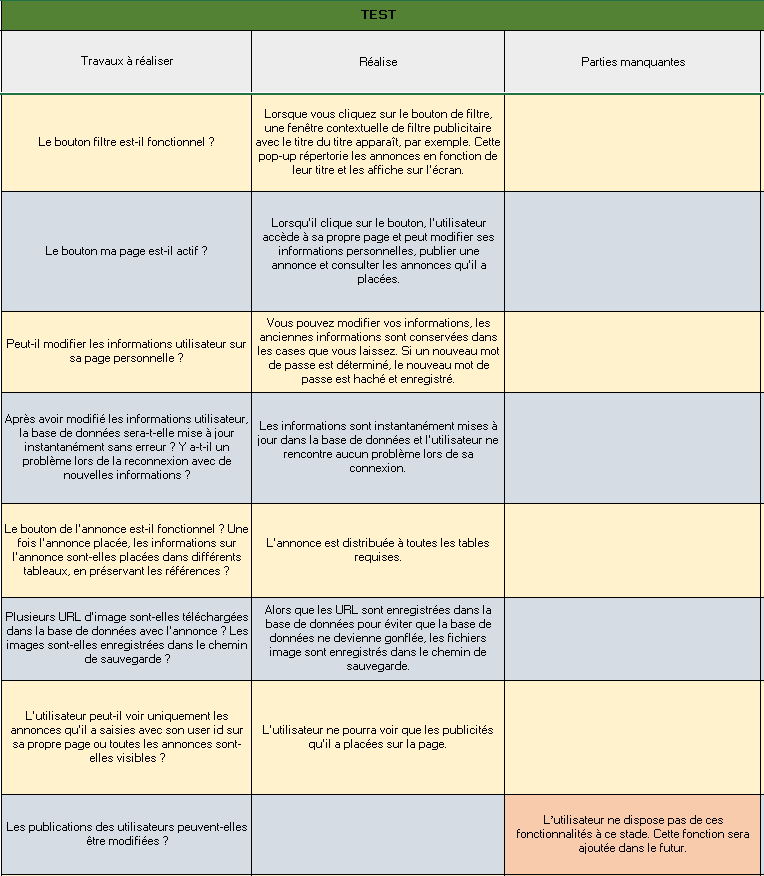 TEST
Travaux à réaliser
Réalise
Parties manquantes
Le bouton filtre est-il fonctionnel ?
Lorsque vous cliquez sur le bouton de filtre,
une fenêtre contextuelle de filtre publicitaire
avec le titre du titre apparaît, par exemple. Cette
pop-up répertorie les annonces en fonction de
leur titre et les affiche sur l'écran.
Le bouton ma page est-il actif ?
Lorsqu'il clique sur le bouton, l'utilisateur
accède à sa propre page et peut modifier ses
informations personnelles, publier une
annonce et consulter les annonces qu'il a
placées.
Peut-il modifier les informations utilisateur sur
sa page personnelle ?
Vous pouvez modifier vos informations, les
anciennes informations sont conservées dans
les cases que vous laissez. Si un nouveau mot
de passe est déterminé, le nouveau mot de
passe est haché et enregistré.
Après avoir modifié les informations utilisateur,
la base de données sera-t-elle mise à jour
instantanément sans erreur ? Y a-t-il un
problème lors de la reconnexion avec de
nouvelles informations ?
Les informations sont instantanément mises à
jour dans la base de données et l'utilisateur ne
rencontre aucun problème lors de sa
connexion.
Le bouton de l'annonce est-il fonctionnel ? Une
fois l'annonce placée, les informations sur
l'annonce sont-elles placées dans différents
tableaux, en préservant les références ?
L'annonce est distribuée à toutes les tables
requises.
Plusieurs URL d'image sont-elles téléchargées
dans la base de données avec l'annonce ? Les
images sont-elles enregistrées dans le chemin
de sauvegarde ?
Alors que les URL sont enregistrées dans la
base de données pour éviter que la base de
données ne devienne gonflée, les fichiers
image sont enregistrés dans le chemin de
sauvegarde.
L'utilisateur peut-il voir uniquement les
annonces qu'il a saisies avec son user id sur
sa propre page ou toutes les annonces sont-
elles visibles ?
L'utilisateur ne pourra voir que les publicités
qu'il a placées sur la page.
Les publications des utilisateurs peuvent-elles
être modifiées ?
L'utilisateur ne dispose pas de ces
fonctionnalités à ce stade. Cette fonction sera
ajoutée dans le futur.